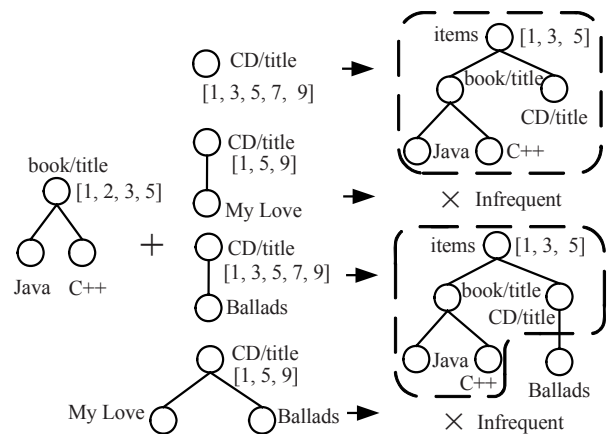 book/title
[1, 2, 3, 5]
Java
C++
+
CD/title
[1, 3, 5, 7, 9]
items
[1, 3, 5]
book/title
CD/title
Java
C++
CD/title
[1, 5, 9]
My Love
× Infrequent
CD/title
[1, 3, 5, 7, 9]
Ballads
items
[1, 3, 5]
book/title
CD/title
Java
C++
Ballads
CD/title
[1, 5, 9]
My Love
Ballads
× Infrequent